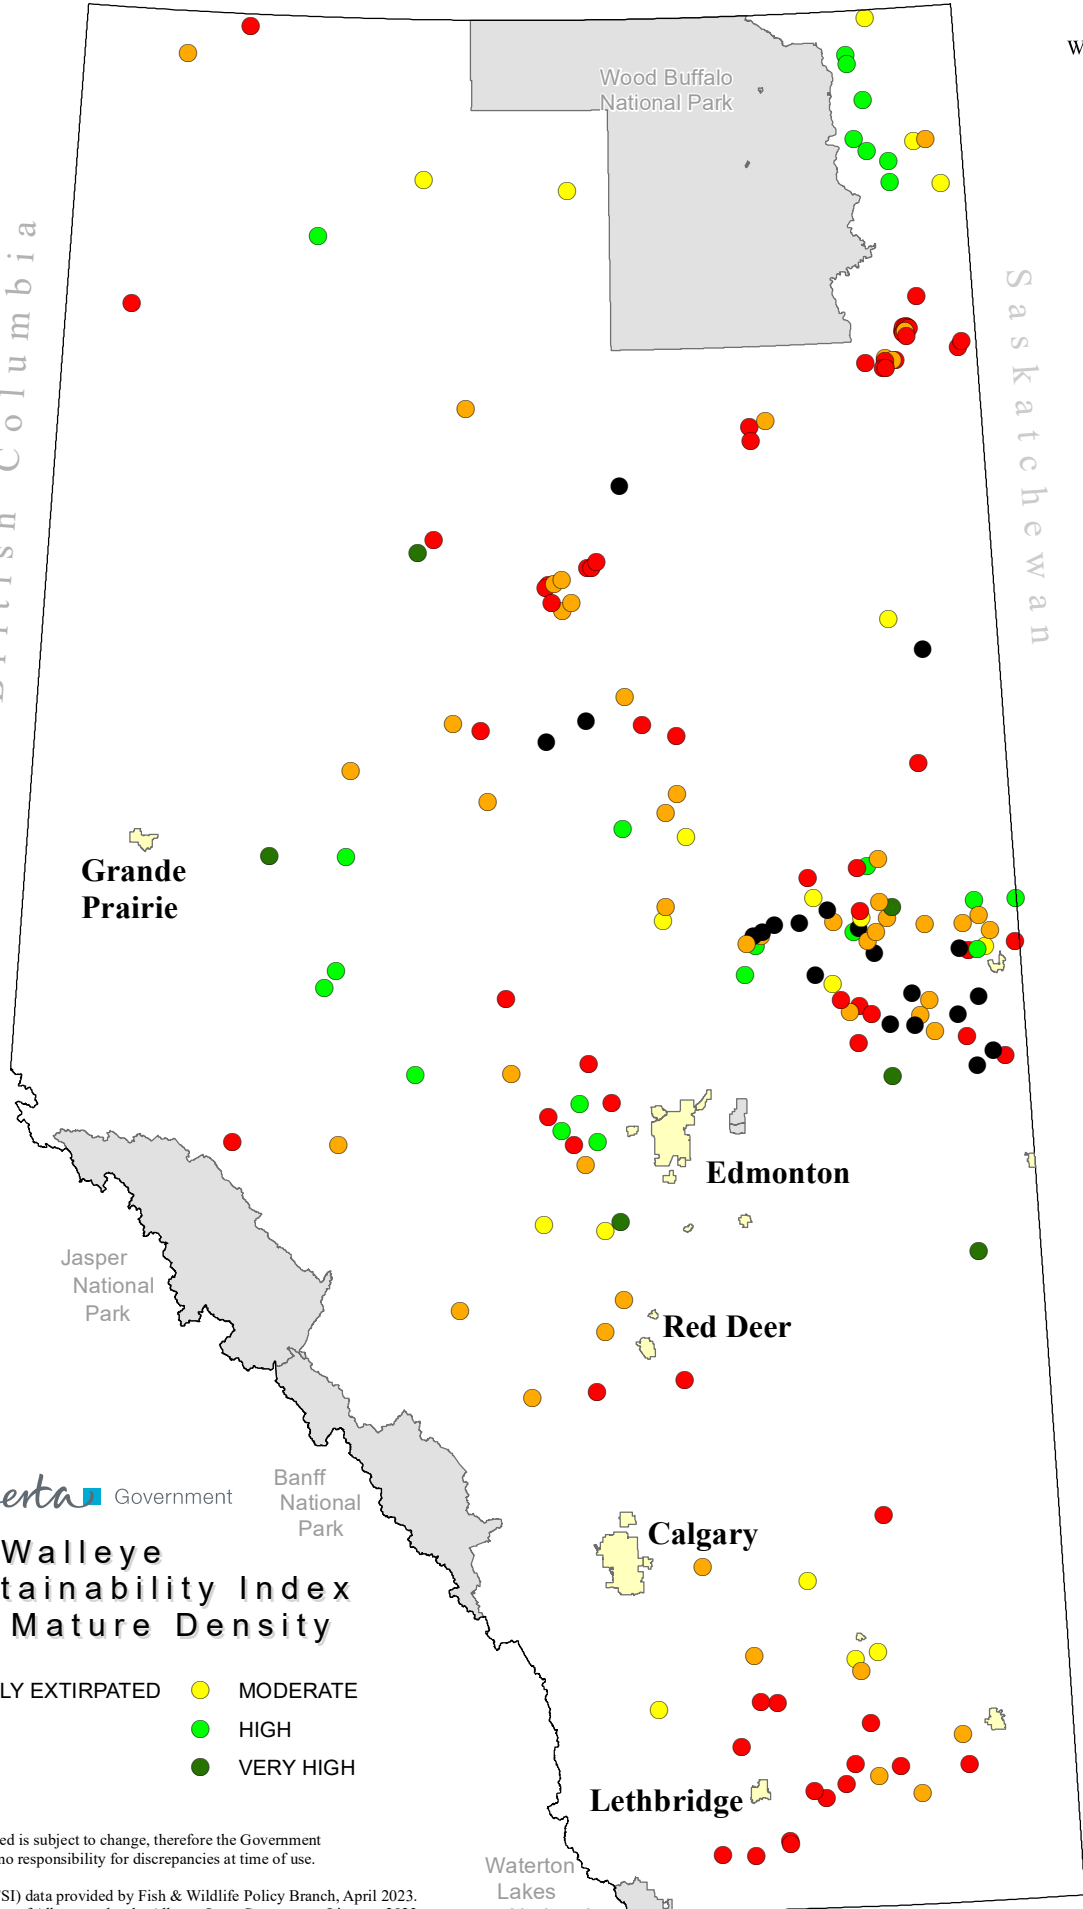 W
Wood Buffalo
National Park
Columbia
Saskatchewan
Grande
Prairie
Edmonton
Jasper
National
Park
Red Deer
Banff
National
Park
Government
Calgary
Walleye
tainability Index
Mature Density
LY EXTIRPATED
MODERATE
HIGH
VERY HIGH
Lethbridge
ed is subject to change, therefore the Government
no responsibility for discrepancies at time of use.
Waterton
Lakes
SI) data provided by Fish & Wildlife Policy Branch, April 2023.